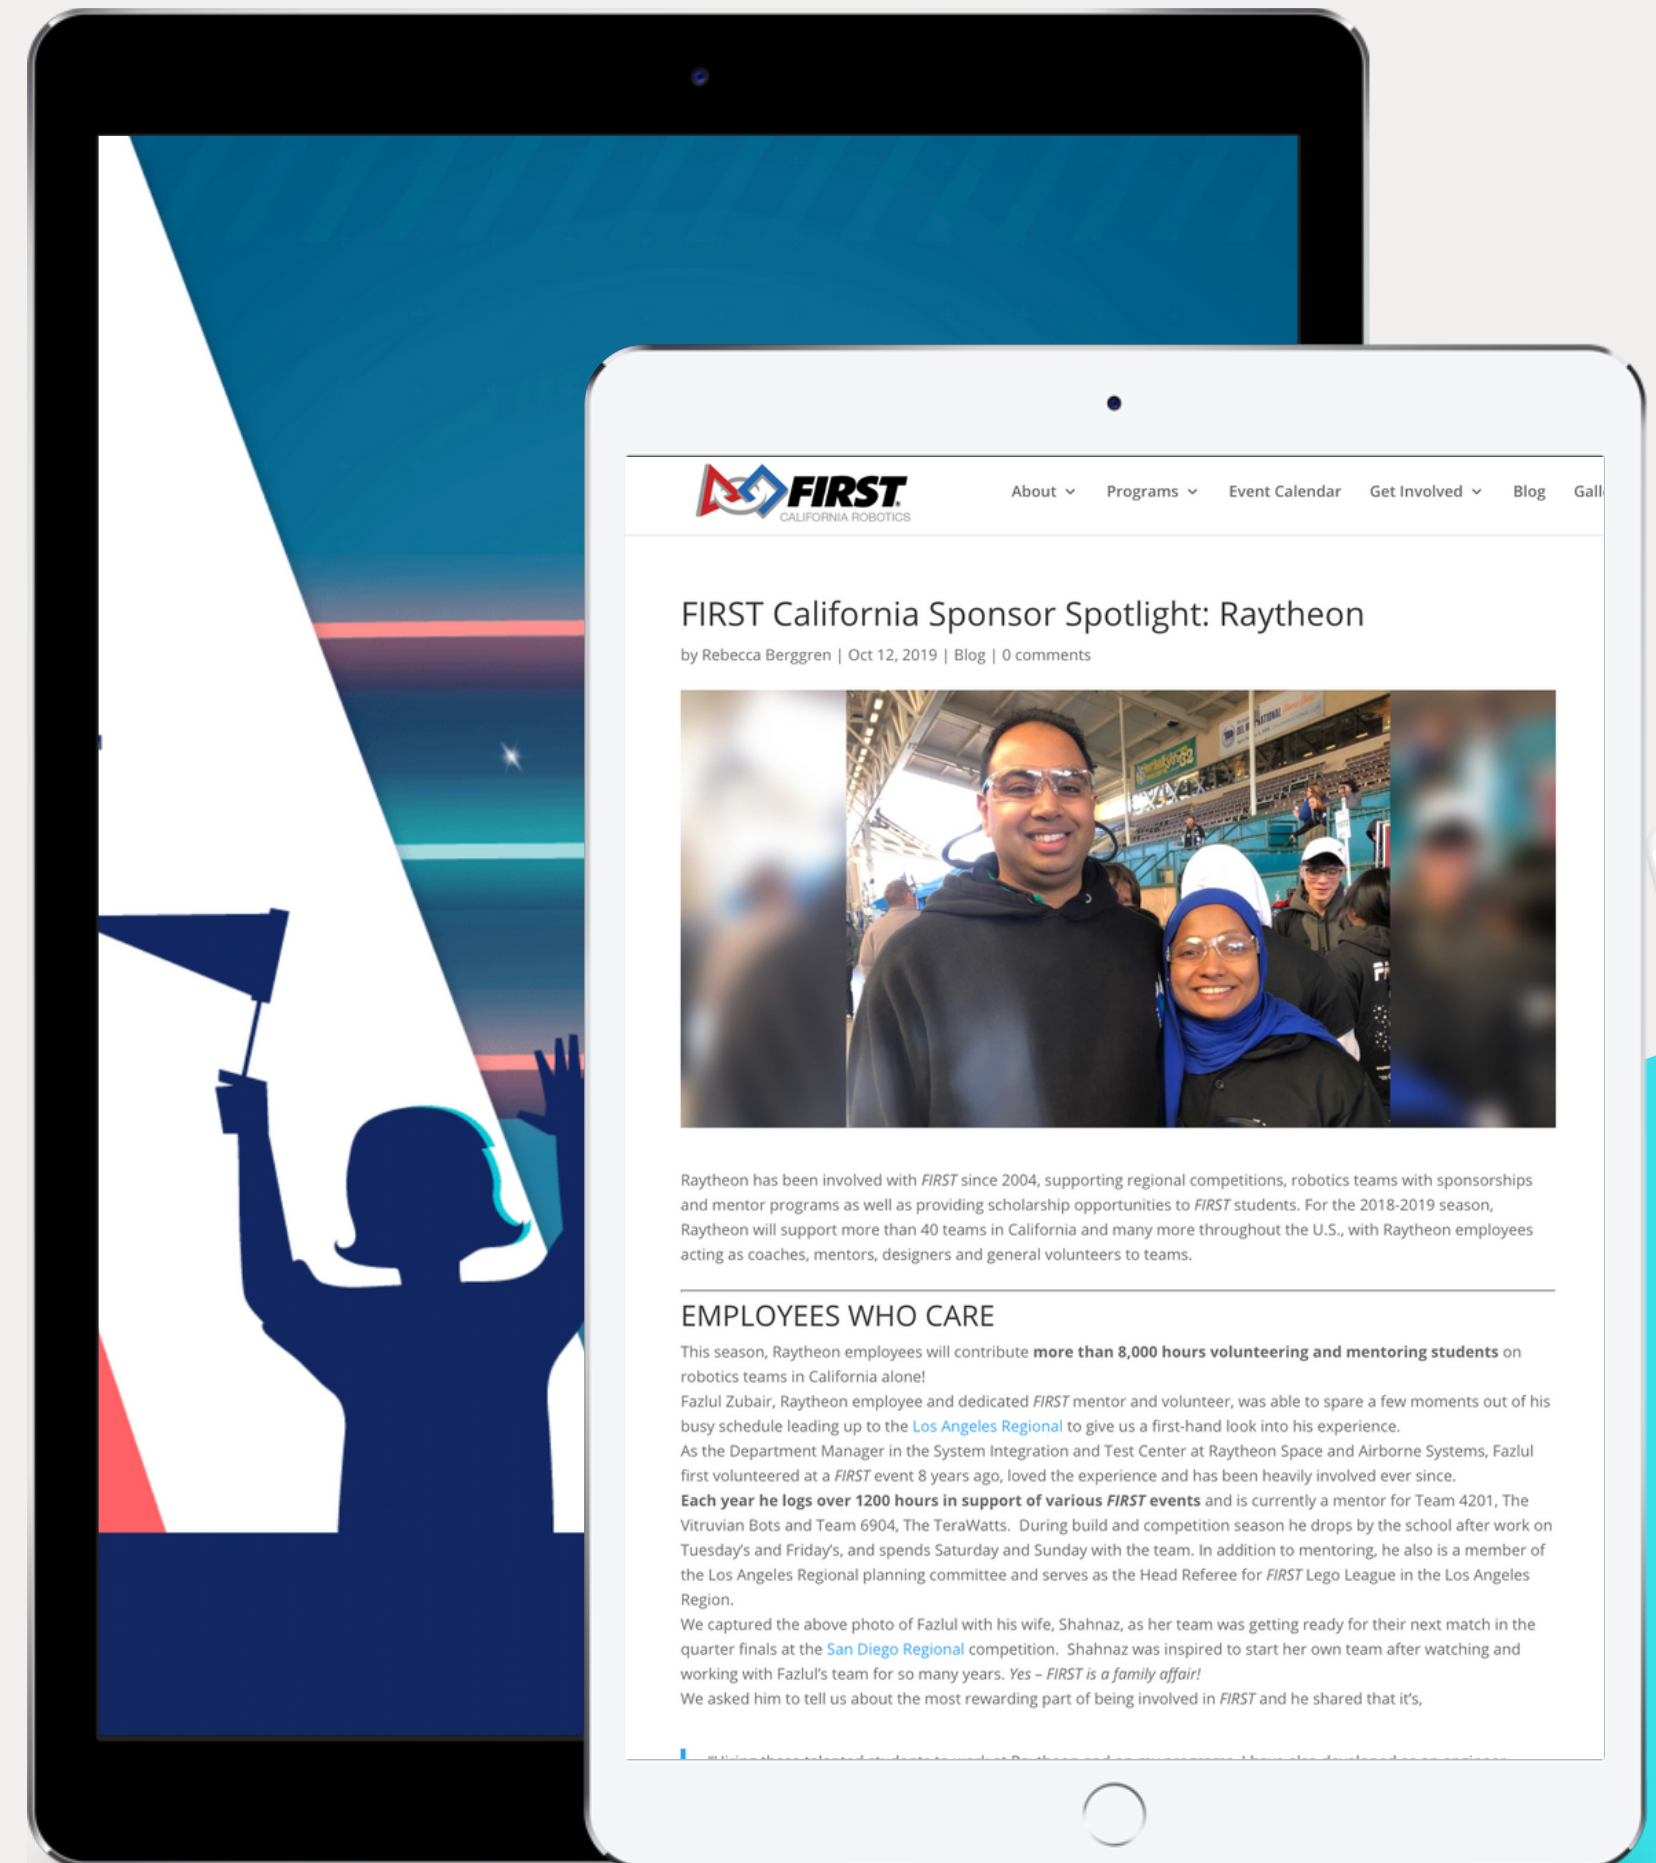 FIRST
CALIFORNIA ROBOTICS
About Programs Event Calendar Get Involved Blog Gall
FIRST California Sponsor Spotlight: Raytheon
by Rebecca Berggren | Oct 12, 2019 | Blog | 0 comments
Raytheon has been involved with FIRST since 2004, supporting regional competitions, robotics teams with sponsorships
and mentor programs as well as providing scholarship opportunities to FIRST students. For the 2018-2019 season,
Raytheon will support more than 40 teams in California and many more throughout the U.S., with Raytheon employees
acting as coaches, mentors, designers and general volunteers to teams.
EMPLOYEES WHO CARE
This season, Raytheon employees will contribute more than 8,000 hours volunteering and mentoring students on
robotics teams in California alone!
Fazlul Zubair, Raytheon employee and dedicated FIRST mentor and volunteer, was able to spare a few moments out of his
busy schedule leading up to the Los Angeles Regional to give us a first-hand look into his experience.
As the Department Manager in the System Integration and Test Center at Raytheon Space and Airborne Systems, Fazlul
first volunteered at a FIRST event 8 years ago, loved the experience and has been heavily involved ever since.
Each year he logs over 1200 hours in support of various FIRST events and is currently a mentor for Team 4201, The
Vitruvian Bots and Team 6904, The TeraWatts. During build and competition season he drops by the school after work on
Tuesday's and Friday's, and spends Saturday and Sunday with the team. In addition to mentoring, he also is a member of
the Los Angeles Regional planning committee and serves as the Head Referee for FIRST Lego League in the Los Angeles
Region.
We captured the above photo of Fazlul with his wife, Shahnaz, as her team was getting ready for their next match in the
quarter finals at the San Diego Regional competition. Shahnaz was inspired to start her own team after watching and
working with Fazlul's team for so many years. Yes – FIRST is a family affair!
We asked him to tell us about the most rewarding part of being involved in FIRST and he shared that it's,